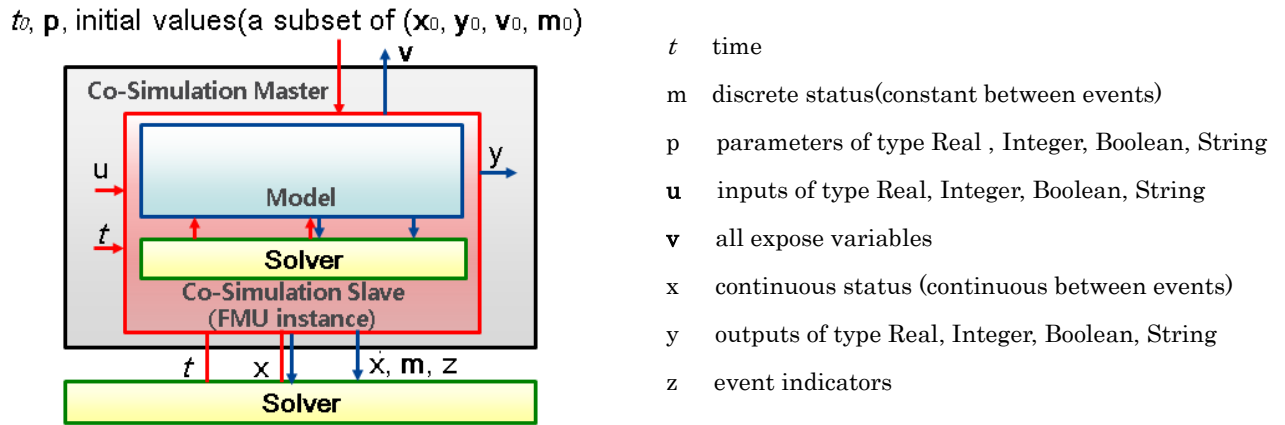 t0, p, initial values(a subset of (x0, y0, v0, m0)
v
Co-Simulation Master
u
y
Model
t
Solver
Co-Simulation Slave
(FMU instance)
t x ẋ, m, z
Solver
t time
m discrete status(constant between events)
p parameters of type Real , Integer, Boolean, String
u inputs of type Real, Integer, Boolean, String
v all expose variables
x continuous status (continuous between events)
y outputs of type Real, Integer, Boolean, String
z event indicators